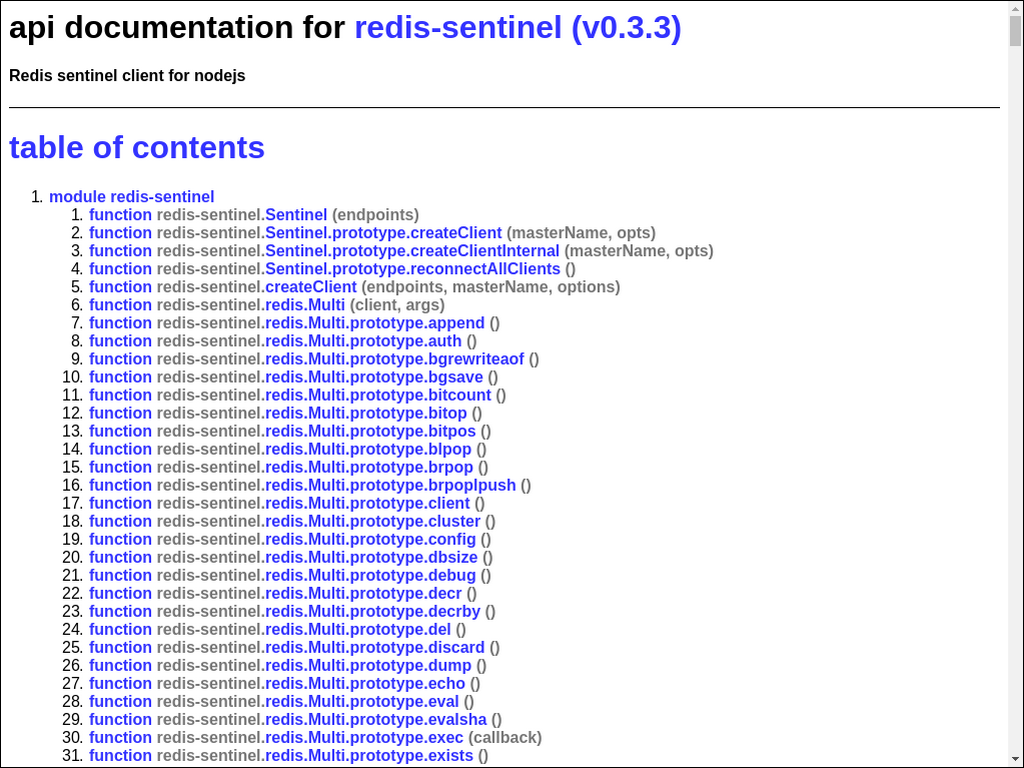 api documentation for redis-sentinel (v0.3.3)
Redis sentinel client for nodejs
table of contents
1. module redis-sentinel
1. function redis-sentinel.Sentinel (endpoints)
2. function redis-sentinel.Sentinel.prototype.createClient (masterName, opts)
3. function redis-sentinel.Sentinel.prototype.createClientInternal (masterName, opts)
4. function redis-sentinel.Sentinel.prototype.reconnectAllClients ()
5. function redis-sentinel.createClient (endpoints, masterName, options)
6. function redis-sentinel.redis.Multi (client, args)
7. function redis-sentinel.redis.Multi.prototype.append ()
8. function redis-sentinel.redis.Multi.prototype.auth ()
9. function redis-sentinel.redis.Multi.prototype.bgrewriteaof ()
10. function redis-sentinel.redis.Multi.prototype.bgsave ()
11. function redis-sentinel.redis.Multi.prototype.bitcount ()
12. function redis-sentinel.redis.Multi.prototype.bitop ()
13. function redis-sentinel.redis.Multi.prototype.bitpos ()
14. function redis-sentinel.redis.Multi.prototype.blpop ()
15. function redis-sentinel.redis.Multi.prototype.brpop ()
16. function redis-sentinel.redis.Multi.prototype.brpoplpush ()
17. function redis-sentinel.redis.Multi.prototype.client ()
18. function redis-sentinel.redis.Multi.prototype.cluster ()
19. function redis-sentinel.redis.Multi.prototype.config ()
20. function redis-sentinel.redis.Multi.prototype.dbsize ()
21. function redis-sentinel.redis.Multi.prototype.debug ()
22. function redis-sentinel.redis.Multi.prototype.decr ()
23. function redis-sentinel.redis.Multi.prototype.decrby ()
24. function redis-sentinel.redis.Multi.prototype.del ()
25. function redis-sentinel.redis.Multi.prototype.discard ()
26. function redis-sentinel.redis.Multi.prototype.dump ()
27. function redis-sentinel.redis.Multi.prototype.echo ()
28. function redis-sentinel.redis.Multi.prototype.eval ()
29. function redis-sentinel.redis.Multi.prototype.evalsha ()
30. function redis-sentinel.redis.Multi.prototype.exec (callback)
31. function redis-sentinel.redis.Multi.prototype.exists ()